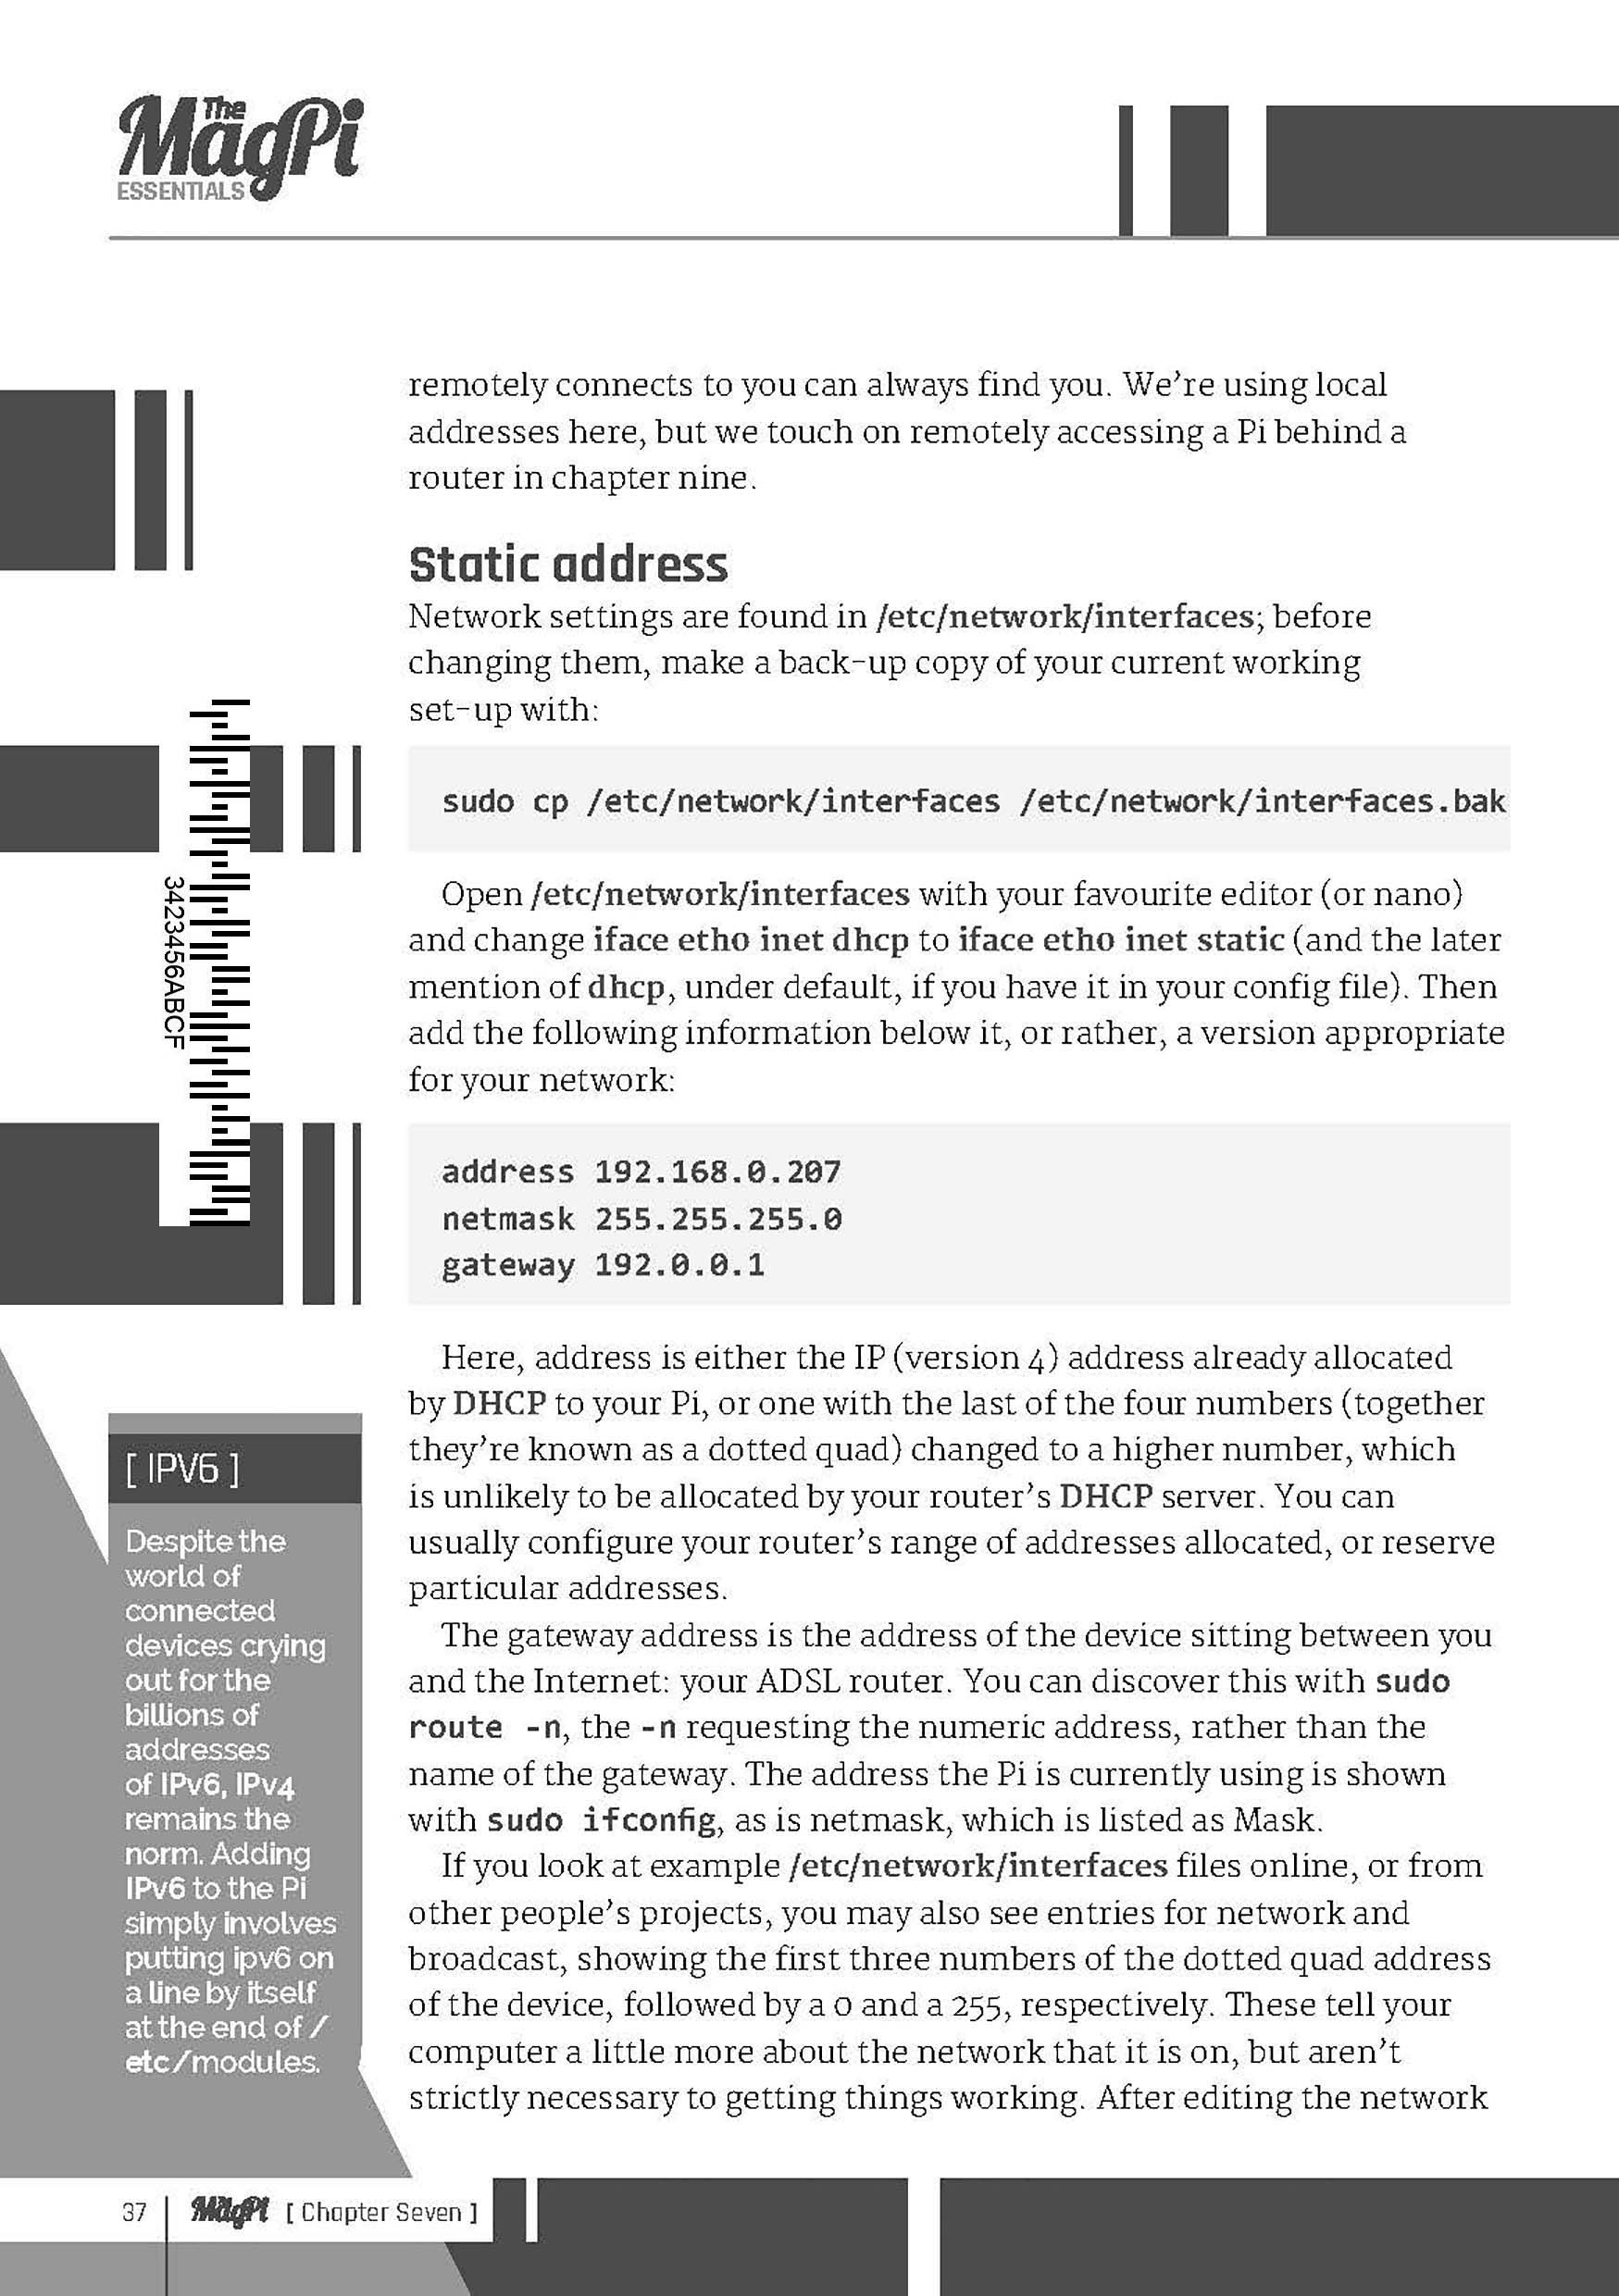 The
MagPi
ESSENTIALS
remotely connects to you can always find you. We're using local
addresses here, but we touch on remotely accessing a Pi behind a
router in chapter nine.
Static address
Network settings are found in /etc/network/interfaces; before
changing them, make a back-up copy of your current working
set-up with:
sudo cp /etc/network/interfaces /etc/network/interfaces.bak
Open /etc/network/interfaces with your favourite editor (or nano)
and change iface eth0 inet dhcp to iface eth0 inet static (and the later
mention of dhcp, under default, if you have it in your config file). Then
add the following information below it, or rather, a version appropriate
for your network:
address 192.168.0.207
netmask 255.255.255.0
gateway 192.0.0.1
Here, address is either the IP (version 4) address already allocated
by DHCP to your Pi, or one with the last of the four numbers (together
they're known as a dotted quad) changed to a higher number, which
is unlikely to be allocated by your router's DHCP server. You can
usually configure your router's range of addresses allocated, or reserve
particular addresses.
The gateway address is the address of the device sitting between you
and the Internet: your ADSL router. You can discover this with sudo
route -n, the -n requesting the numeric address, rather than the
name of the gateway. The address the Pi is currently using is shown
with sudo ifconfig, as is netmask, which is listed as Mask.
If you look at example /etc/network/interfaces files online, or from
other people's projects, you may also see entries for network and
broadcast, showing the first three numbers of the dotted quad address
of the device, followed by a 0 and a 255, respectively. These tell your
computer a little more about the network that it is on, but aren't
strictly necessary to getting things working. After editing the network
3423456ABCF
[ IPV6 ]
Despite the
world of
connected
devices crying
out for the
billions of
addresses
of IPv6, IPv4
remains the
norm. Adding
IPv6 to the Pi
simply involves
putting ipv6 on
a line by itself
at the end of /
etc/modules.
37
MagPi
[ Chapter Seven ]